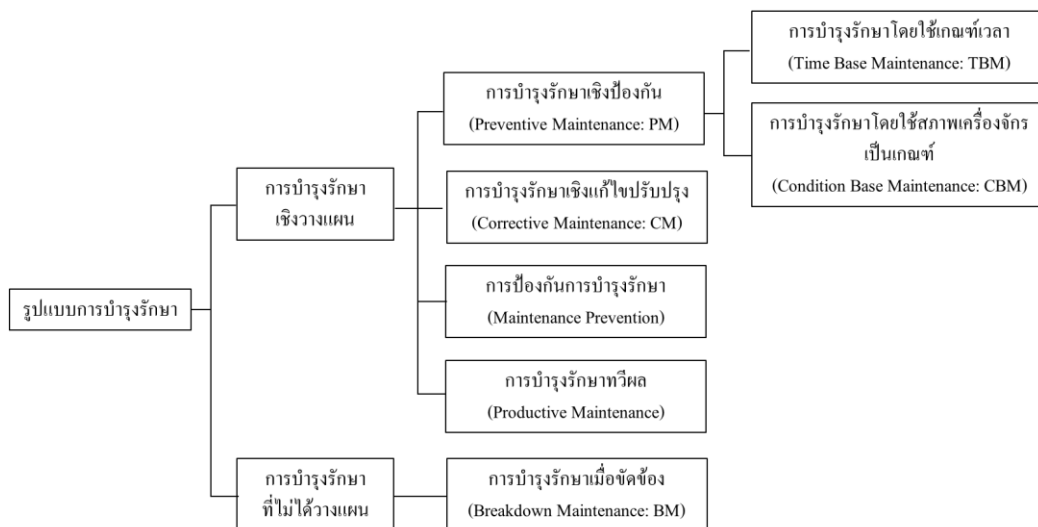 การบำรุงรักษาโดยใช้เกณฑ์เวลา
(Time Base Maintenance: TBM)
การบำรุงรักษาเชิงป้องกัน
(Preventive Maintenance: PM)
การบำรุงรักษาโดยใช้สภาพเครื่องจักร
เป็นเกณฑ์
(Condition Base Maintenance: CBM)
การบำรุงรักษา
เชิงวางแผน
การบำรุงรักษาเชิงแก้ไขปรับปรุง
(Corrective Maintenance: CM)
รูปแบบการบำรุงรักษา
การป้องกันการบำรุงรักษา
(Maintenance Prevention)
การบำรุงรักษาทวีผล
(Productive Maintenance)
การบำรุงรักษา
ที่ไม่ได้วางแผน
การบำรุงรักษาเมื่อขัดข้อง
(Breakdown Maintenance: BM)